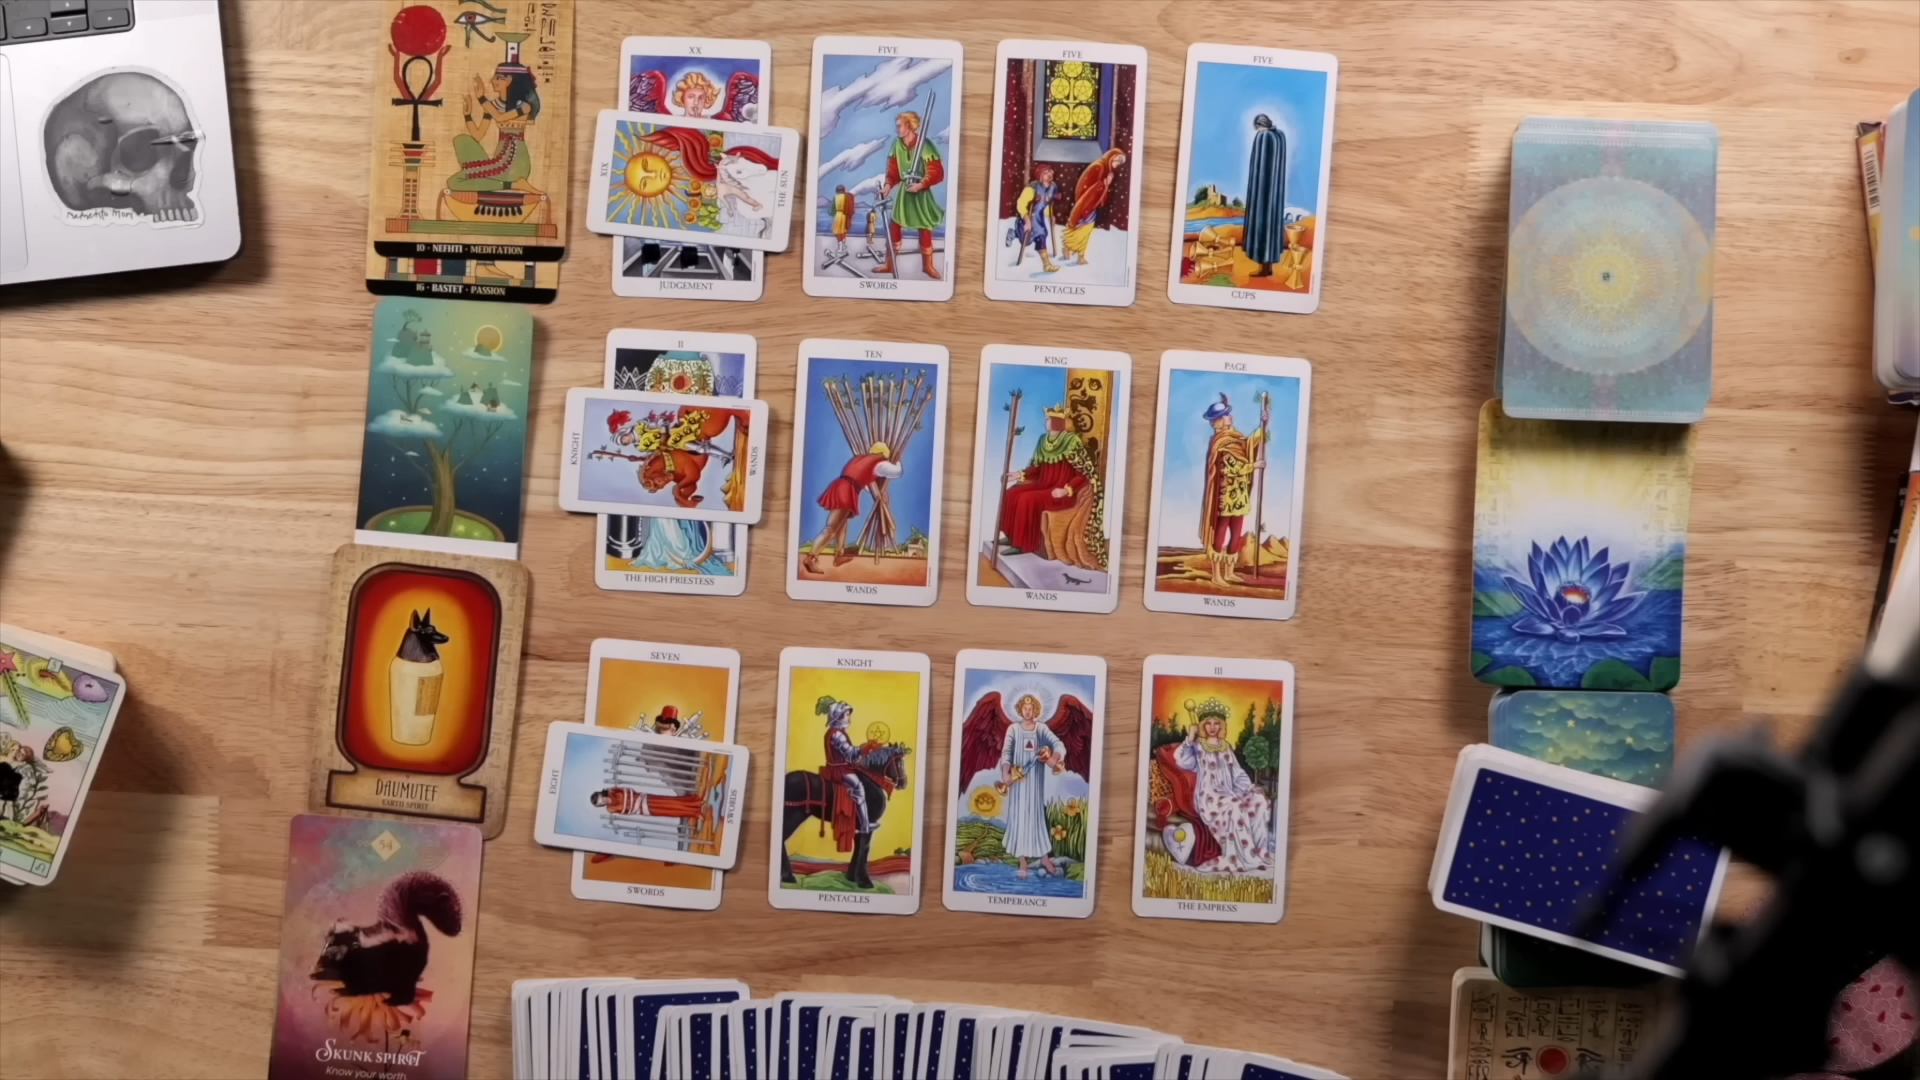 Memento Mori
10 · NEFHTI · MEDITATION
16 · BASTET · PASSION
XX
JUDGEMENT
XIX
THE SUN
FIVE
SWORDS
FIVE
PENTACLES
FIVE
CUPS
II
THE HIGH PRIESTESS
KNIGHT
WANDS
TEN
WANDS
KING
WANDS
PAGE
WANDS
DAUMUTEF
EARTH SPIRIT
SEVEN
SWORDS
EIGHT
SWORDS
KNIGHT
PENTACLES
XIV
TEMPERANCE
III
THE EMPRESS
54
SKUNK SPIRIT
Know your worth